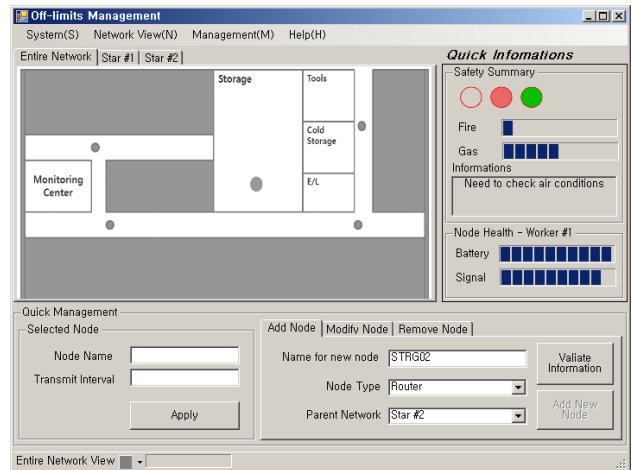 Off-limits Management
System(S) Network View(N) Management(M) Help(H)
Entire Network Star #1 Star #2
Quick Infomations
Storage
Tools
Cold
Storage
E/L
Monitoring
Center
Safety Summary
Fire
Gas
Informations
Need to check air conditions
Node Health - Worker #1
Battery
Signal
Quick Management
Selected Node
Node Name
Transmit Interval
Apply
Add Node Modify Node Remove Node
Name for new node STRG02
Node Type Router
Parent Network Star #2
Valiate
Information
Add New
Node
Entire Network View